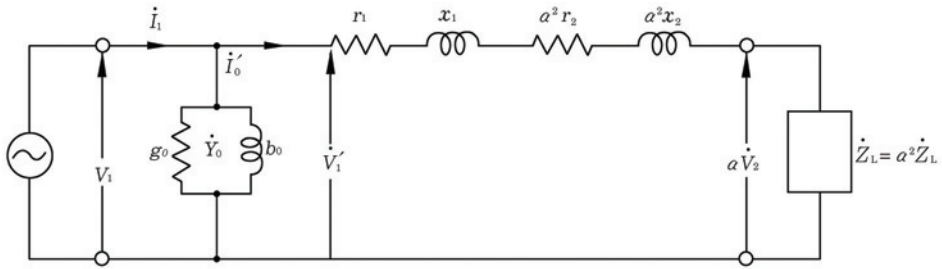 İ₁
r₁
x₁
a²r₂
a²x₂
İ₀′
g₀
Ẏ₀
b₀
V₁
V̇₁′
aV̇₂
Ż_L = a²Ż_L